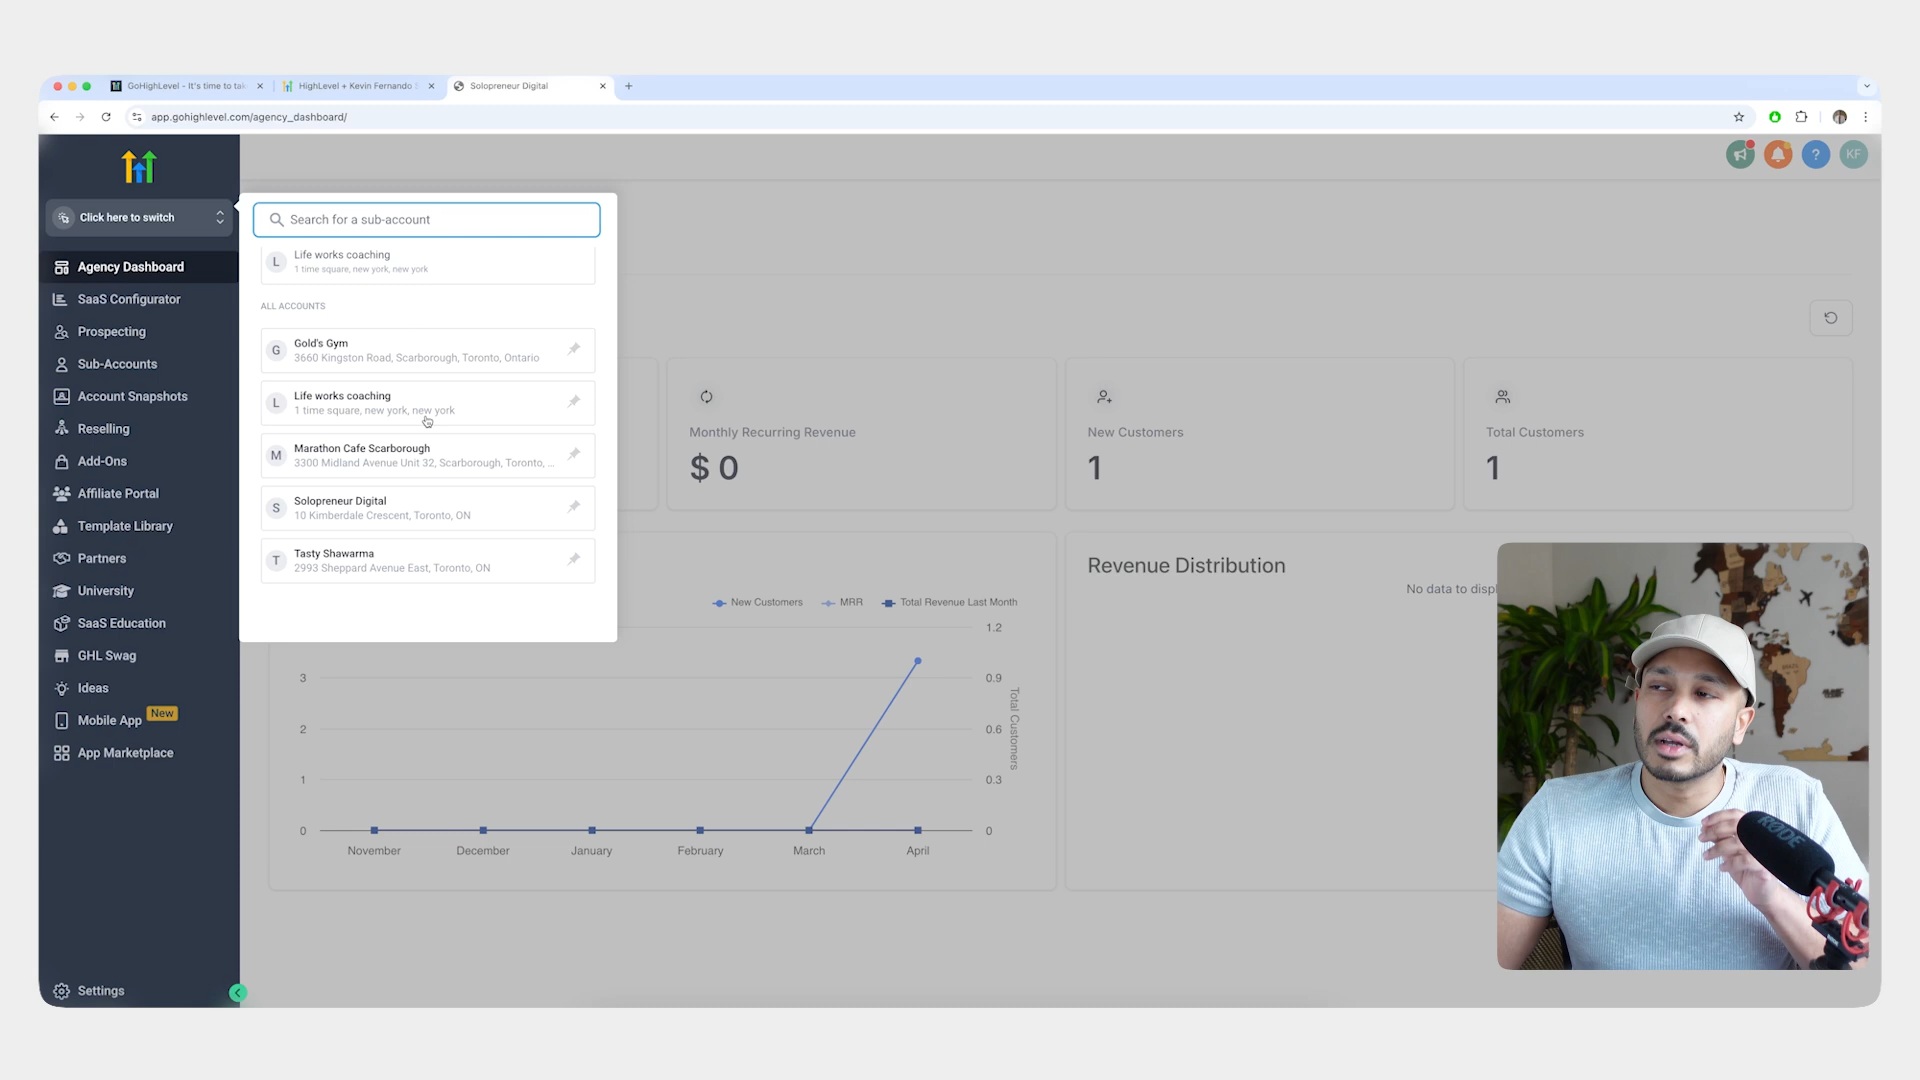 GoHighLevel - It's time to tak
HighLevel + Kevin Fernando
Solopreneur Digital
app.gohighlevel.com/agency_dashboard/
KF
Click here to switch
Agency Dashboard
SaaS Configurator
Prospecting
Sub-Accounts
Account Snapshots
Reselling
Add-Ons
Affiliate Portal
Template Library
Partners
University
SaaS Education
GHL Swag
Ideas
Mobile App New
App Marketplace
Settings
Search for a sub-account
L
Life works coaching
1 time square, new york, new york
ALL ACCOUNTS
G
Gold's Gym
3660 Kingston Road, Scarborough, Toronto, Ontario
L
Life works coaching
1 time square, new york, new york
M
Marathon Cafe Scarborough
3300 Midland Avenue Unit 32, Scarborough, Toronto, ...
S
Solopreneur Digital
10 Kimberdale Crescent, Toronto, ON
T
Tasty Shawarma
2993 Sheppard Avenue East, Toronto, ON
Monthly Recurring Revenue
$ 0
New Customers
1
Total Customers
1
New Customers MRR Total Revenue Last Month
1.2
3 0.9
2 0.6
1 0.3
0 0
Total Customers
November December January February March April
Revenue Distribution
No data to displ
RODE